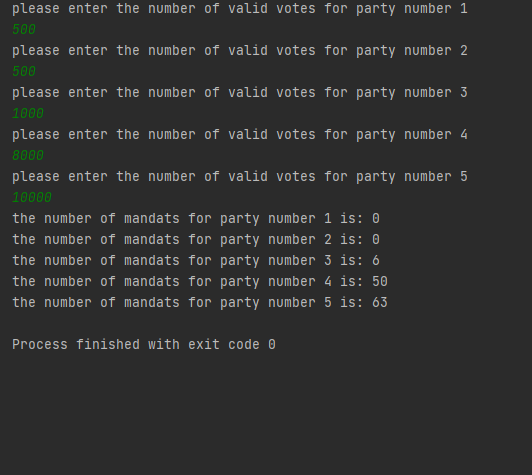 please enter the number of valid votes for party number 1
500
please enter the number of valid votes for party number 2
500
please enter the number of valid votes for party number 3
1000
please enter the number of valid votes for party number 4
8000
please enter the number of valid votes for party number 5
10000
the number of mandats for party number 1 is: 0
the number of mandats for party number 2 is: 0
the number of mandats for party number 3 is: 6
the number of mandats for party number 4 is: 50
the number of mandats for party number 5 is: 63
Process finished with exit code 0